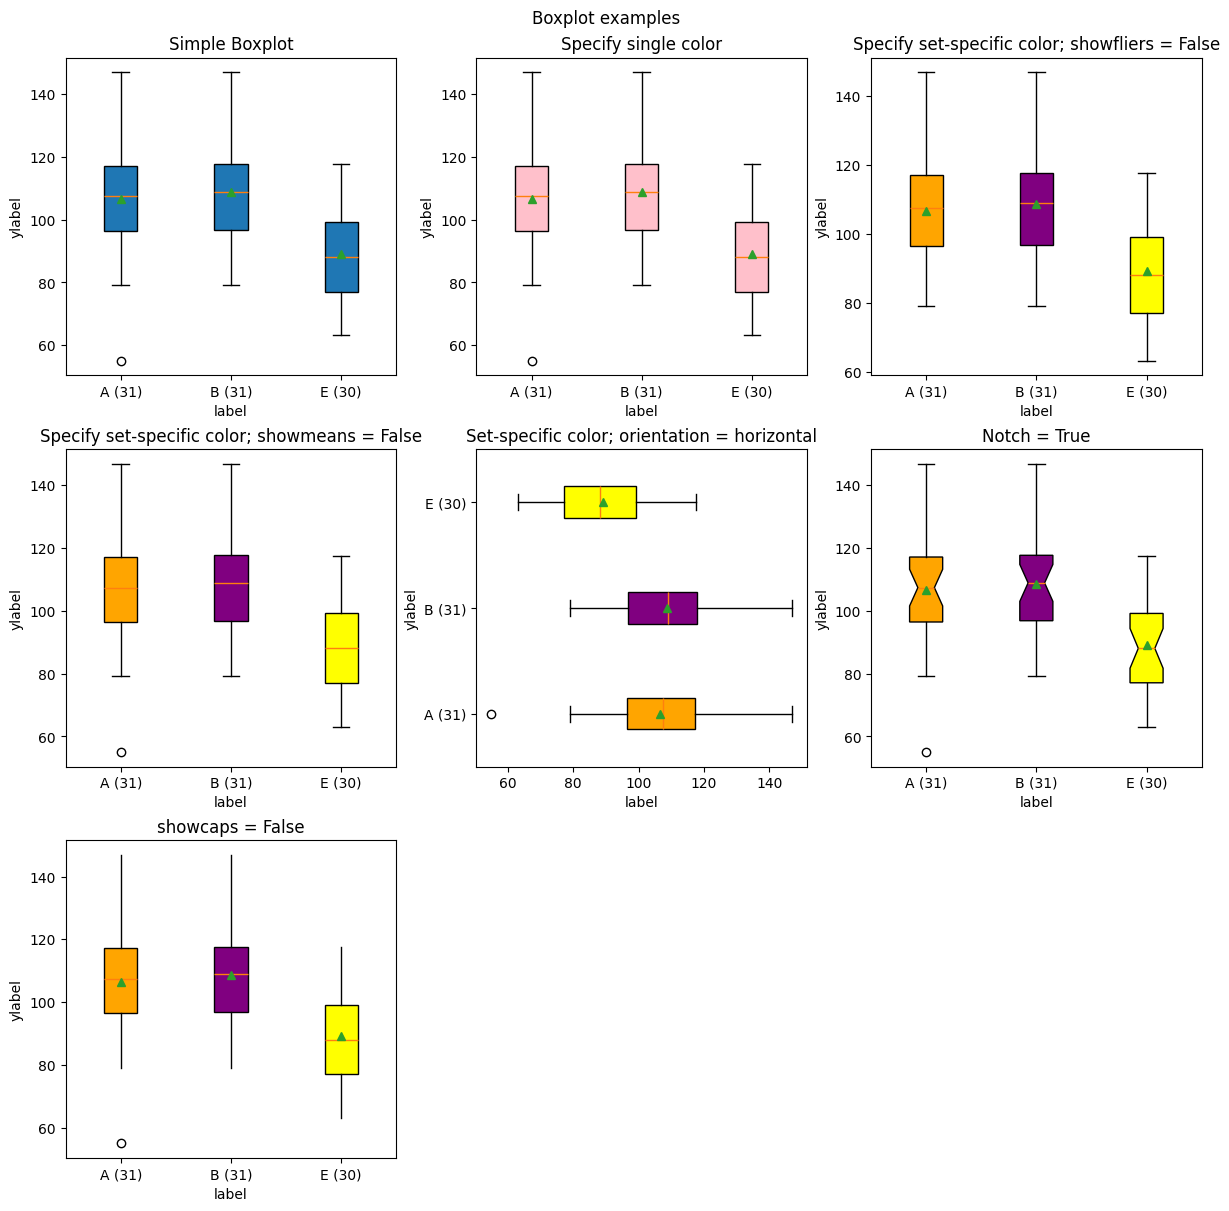 Boxplot examples
Simple Boxplot
ylabel
140
120
100
80
60
A (31) B (31) E (30)
label
Specify single color
ylabel
140
120
100
80
60
A (31) B (31) E (30)
label
Specify set-specific color; showfliers = False
ylabel
140
120
100
80
60
A (31) B (31) E (30)
label
Specify set-specific color; showmeans = False
ylabel
140
120
100
80
60
A (31) B (31) E (30)
label
Set-specific color; orientation = horizontal
ylabel
E (30)
B (31)
A (31)
60 80 100 120 140
label
Notch = True
ylabel
140
120
100
80
60
A (31) B (31) E (30)
label
showcaps = False
ylabel
140
120
100
80
60
A (31) B (31) E (30)
label